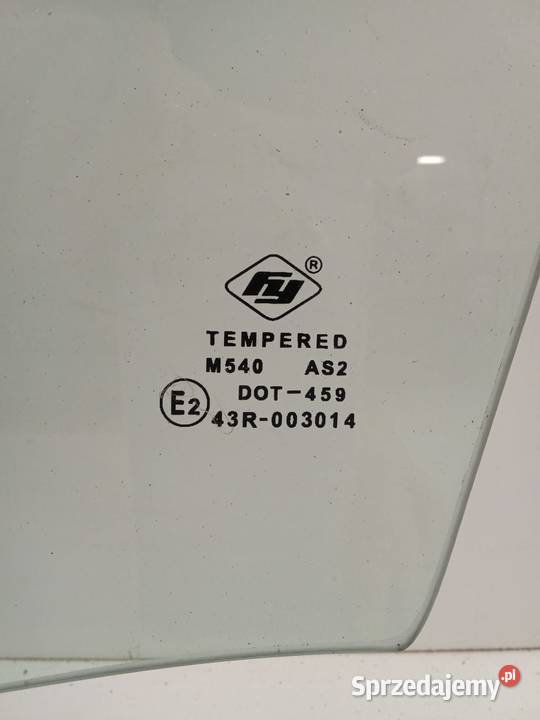 FY ®
TEMPERED
M540 AS2
DOT-459
E2 43R-003014
Sprzedajemy.pl